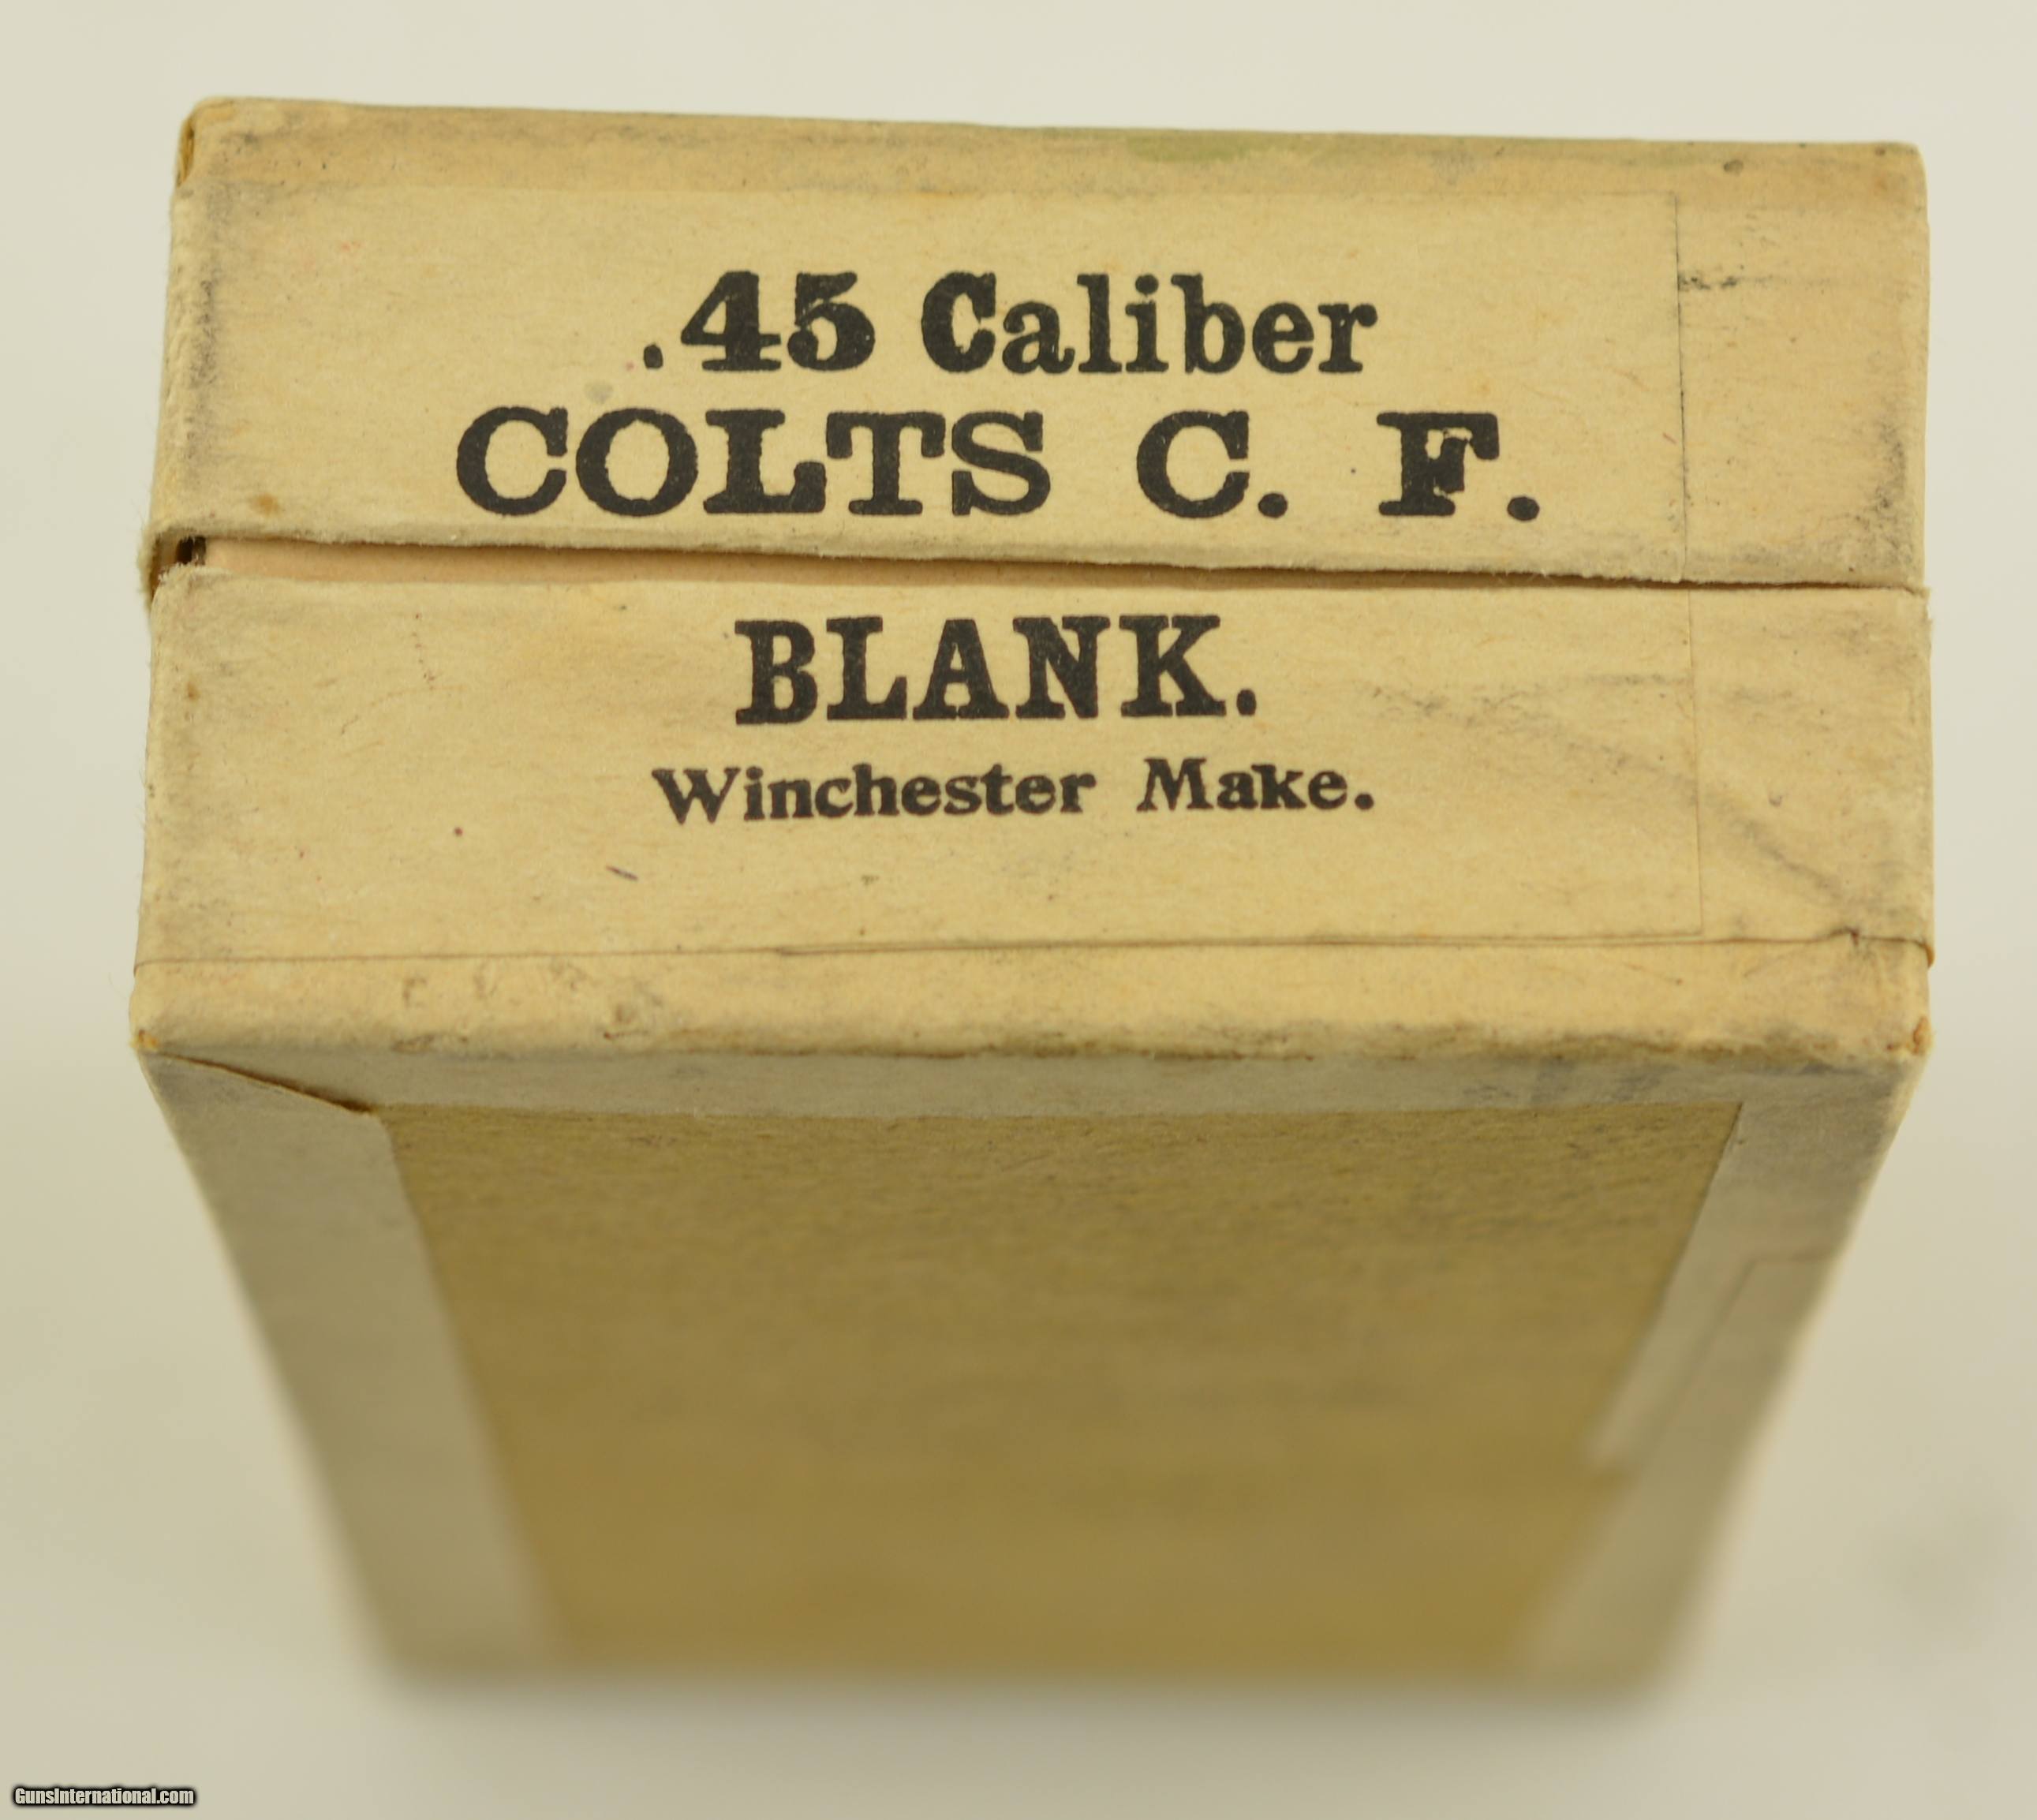 .45 Caliber
COLTS C. F.
BLANK.
Winchester Make.
GunsInternational.com